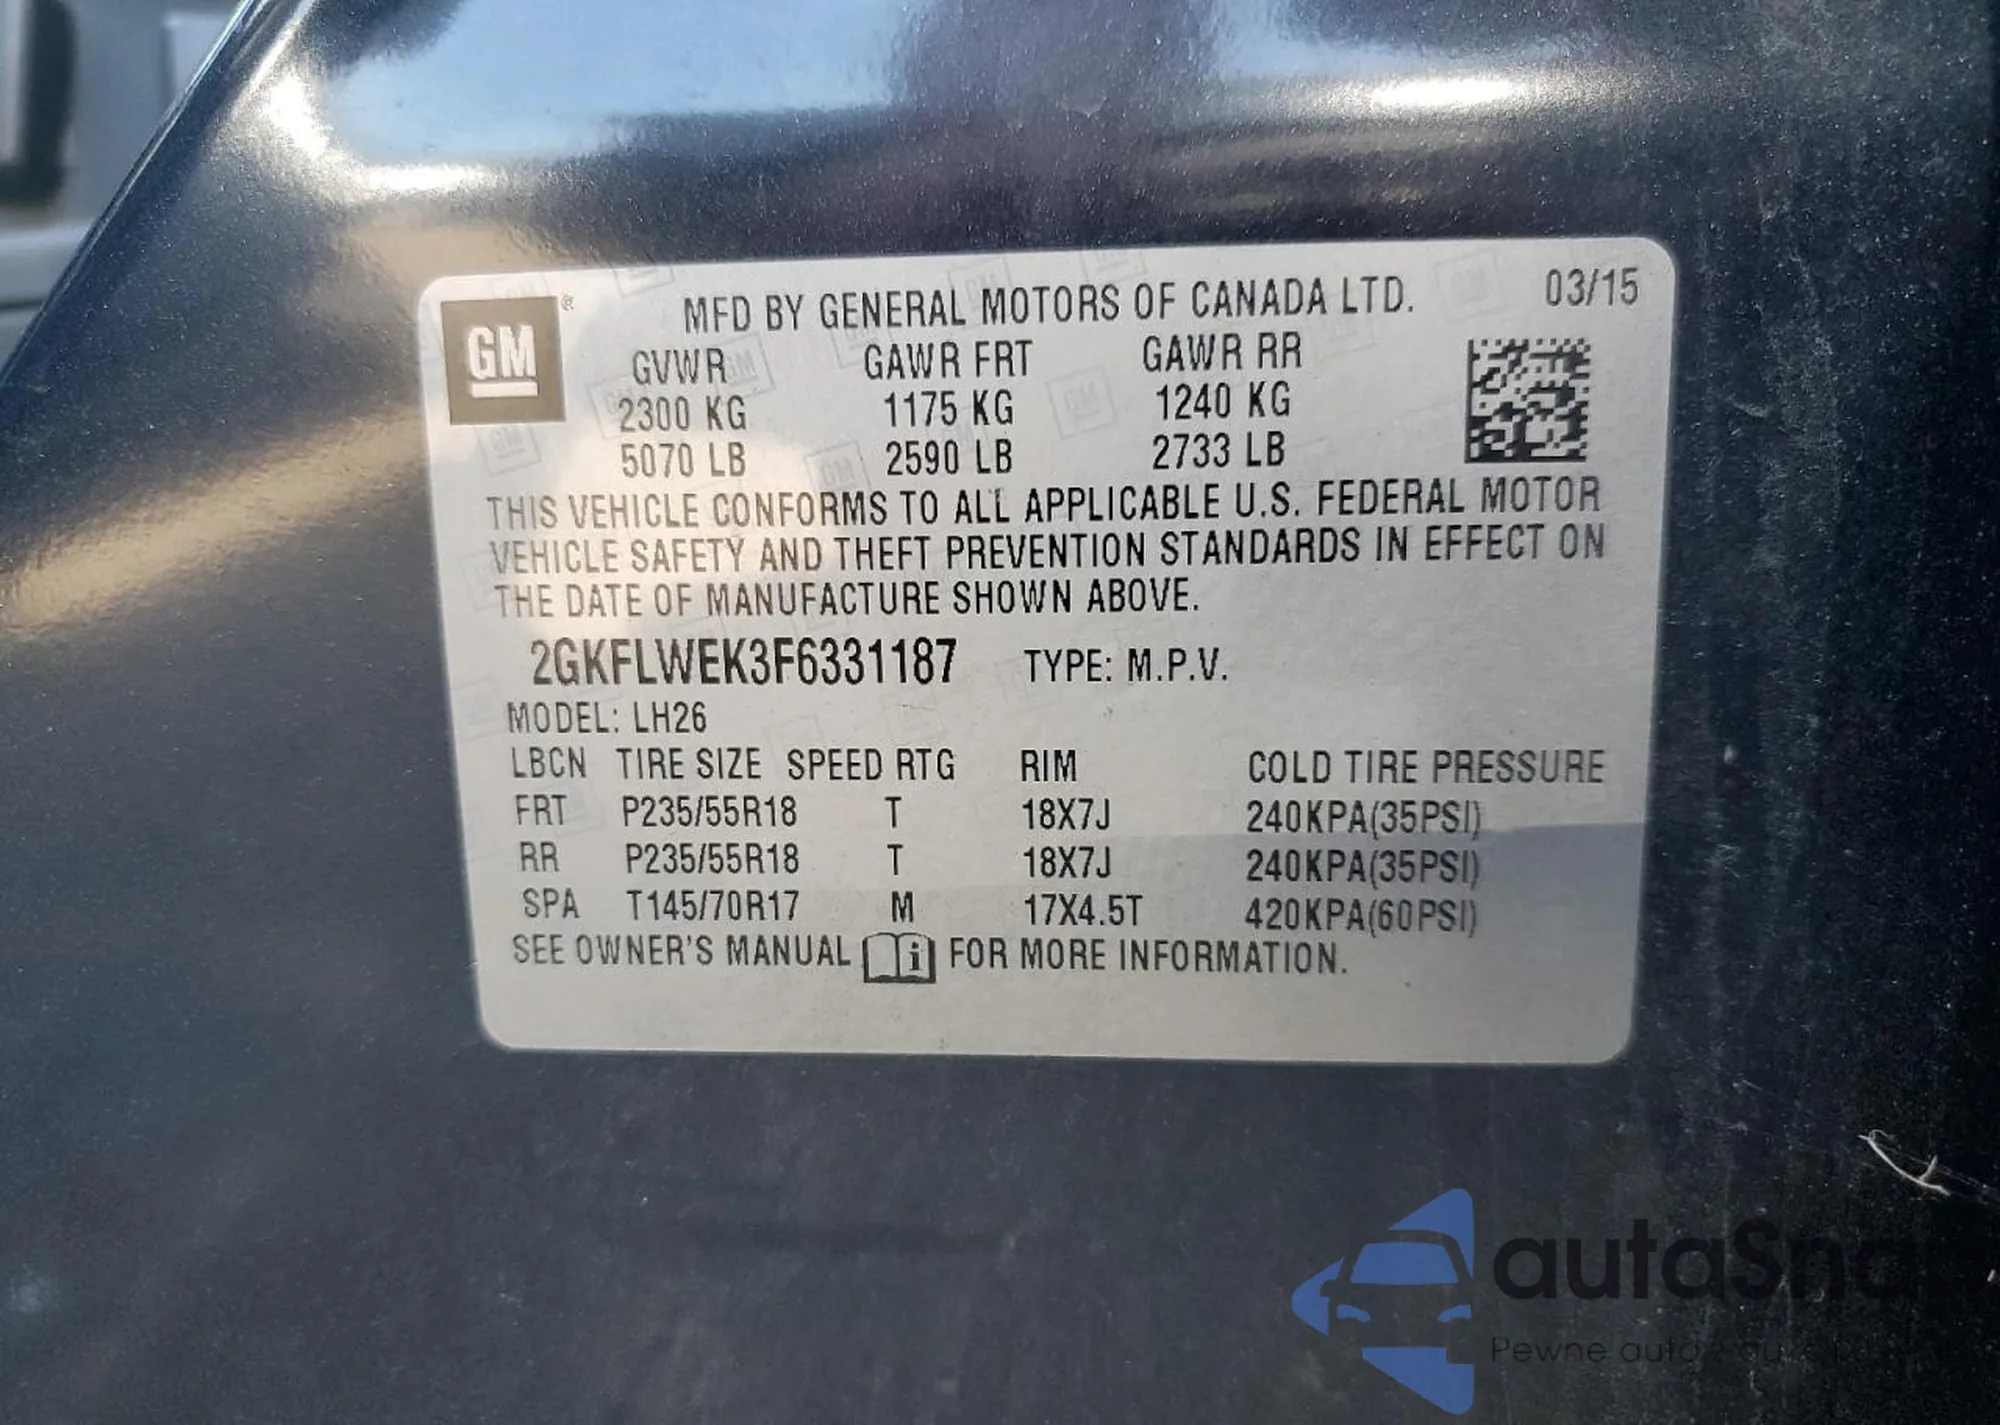 GM
®
MFD BY GENERAL MOTORS OF CANADA LTD. 03/15
GVWR GAWR FRT GAWR RR
2300 KG 1175 KG 1240 KG
5070 LB 2590 LB 2733 LB
THIS VEHICLE CONFORMS TO ALL APPLICABLE U.S. FEDERAL MOTOR
VEHICLE SAFETY AND THEFT PREVENTION STANDARDS IN EFFECT ON
THE DATE OF MANUFACTURE SHOWN ABOVE.
2GKFLWEK3F6331187 TYPE: M.P.V.
MODEL: LH26
LBCN TIRE SIZE SPEED RTG RIM COLD TIRE PRESSURE
FRT P235/55R18 T 18X7J 240KPA(35PSI)
RR P235/55R18 T 18X7J 240KPA(35PSI)
SPA T145/70R17 M 17X4.5T 420KPA(60PSI)
SEE OWNER'S MANUAL i FOR MORE INFORMATION.
Pewne auto